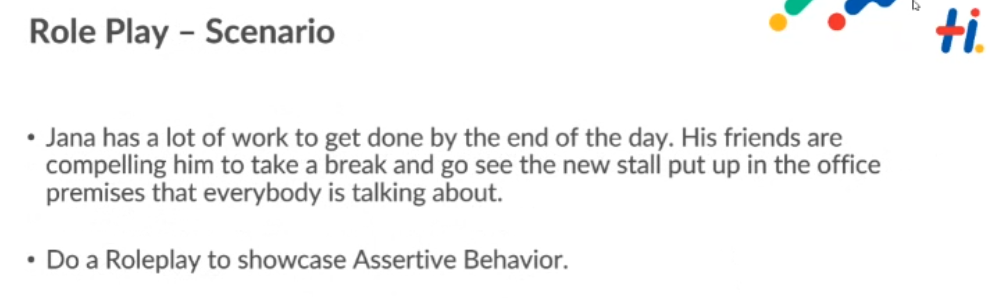 Role Play – Scenario
Hi.
• Jana has a lot of work to get done by the end of the day. His friends are
compelling him to take a break and go see the new stall put up in the office
premises that everybody is talking about.
• Do a Roleplay to showcase Assertive Behavior.